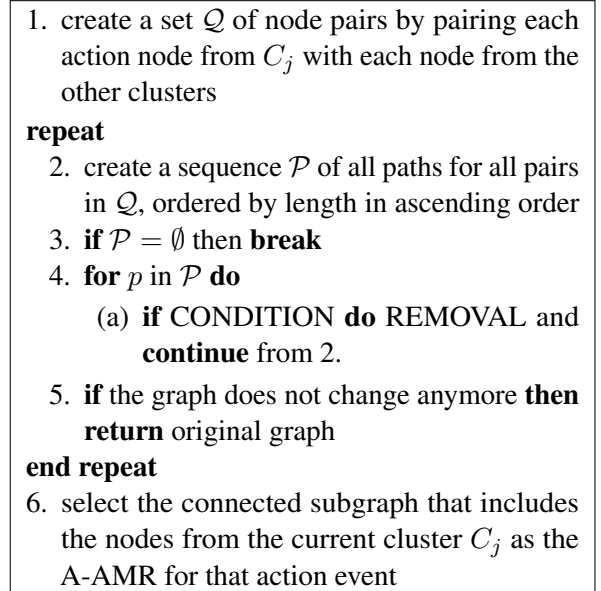 1. create a set 𝒬 of node pairs by pairing each
action node from C_j with each node from the
other clusters
repeat
2. create a sequence 𝒫 of all paths for all pairs
in 𝒬, ordered by length in ascending order
3. if 𝒫 = ∅ then break
4. for p in 𝒫 do
(a) if CONDITION do REMOVAL and
continue from 2.
5. if the graph does not change anymore then
return original graph
end repeat
6. select the connected subgraph that includes
the nodes from the current cluster C_j as the
A-AMR for that action event